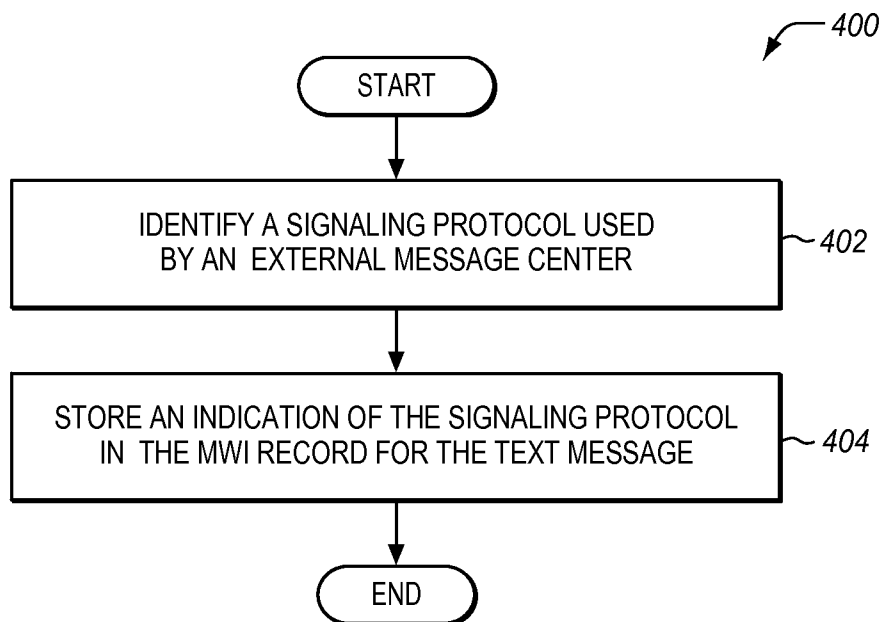 400
START
IDENTIFY A SIGNALING PROTOCOL USED
BY AN EXTERNAL MESSAGE CENTER
402
STORE AN INDICATION OF THE SIGNALING PROTOCOL
IN THE MWI RECORD FOR THE TEXT MESSAGE
404
END